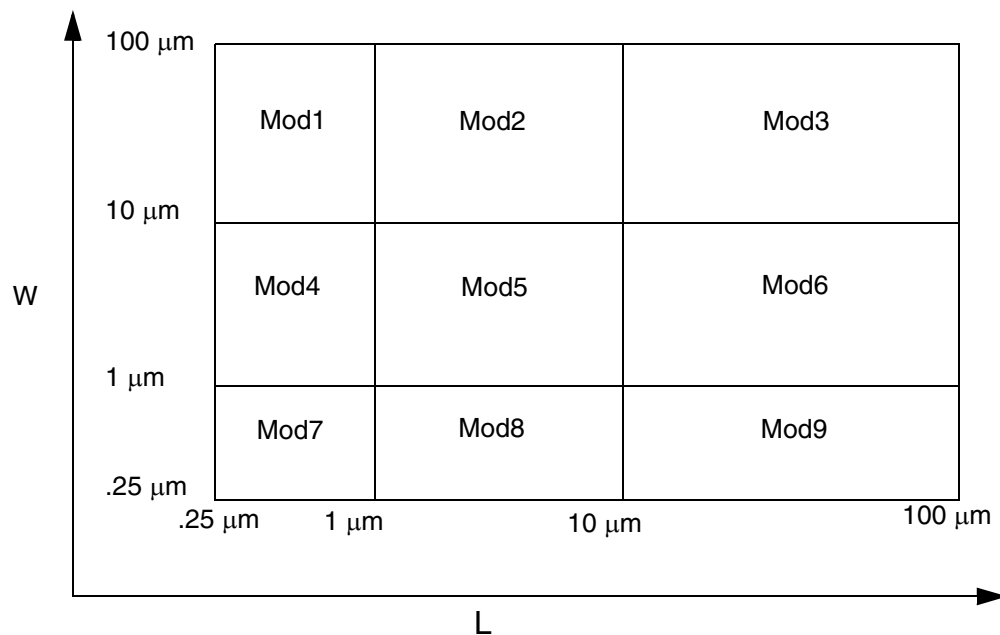 100 μm
Mod1 Mod2 Mod3
10 μm
Mod4 Mod5 Mod6
W
1 μm
Mod7 Mod8 Mod9
.25 μm
.25 μm 1 μm 10 μm 100 μm
L